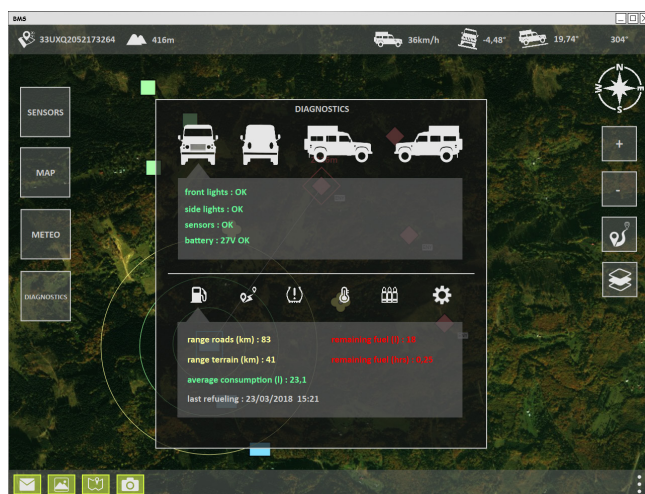 BMS
33UXQ2052173264 416m 36km/h -4,48° 19,74° 304°
N
E
S
DIAGNOSTICS
SENSORS
MAP
METEO
DIAGNOSTICS
+
-
front lights : OK
side lights : OK
sensors : OK
battery : 27V OK
range roads (km) : 83 remaining fuel (l) : 18
range terrain (km) : 41 remaining fuel (hrs) : 0,25
average consumption (l) : 23,1
last refueling : 23/03/2018 15:21